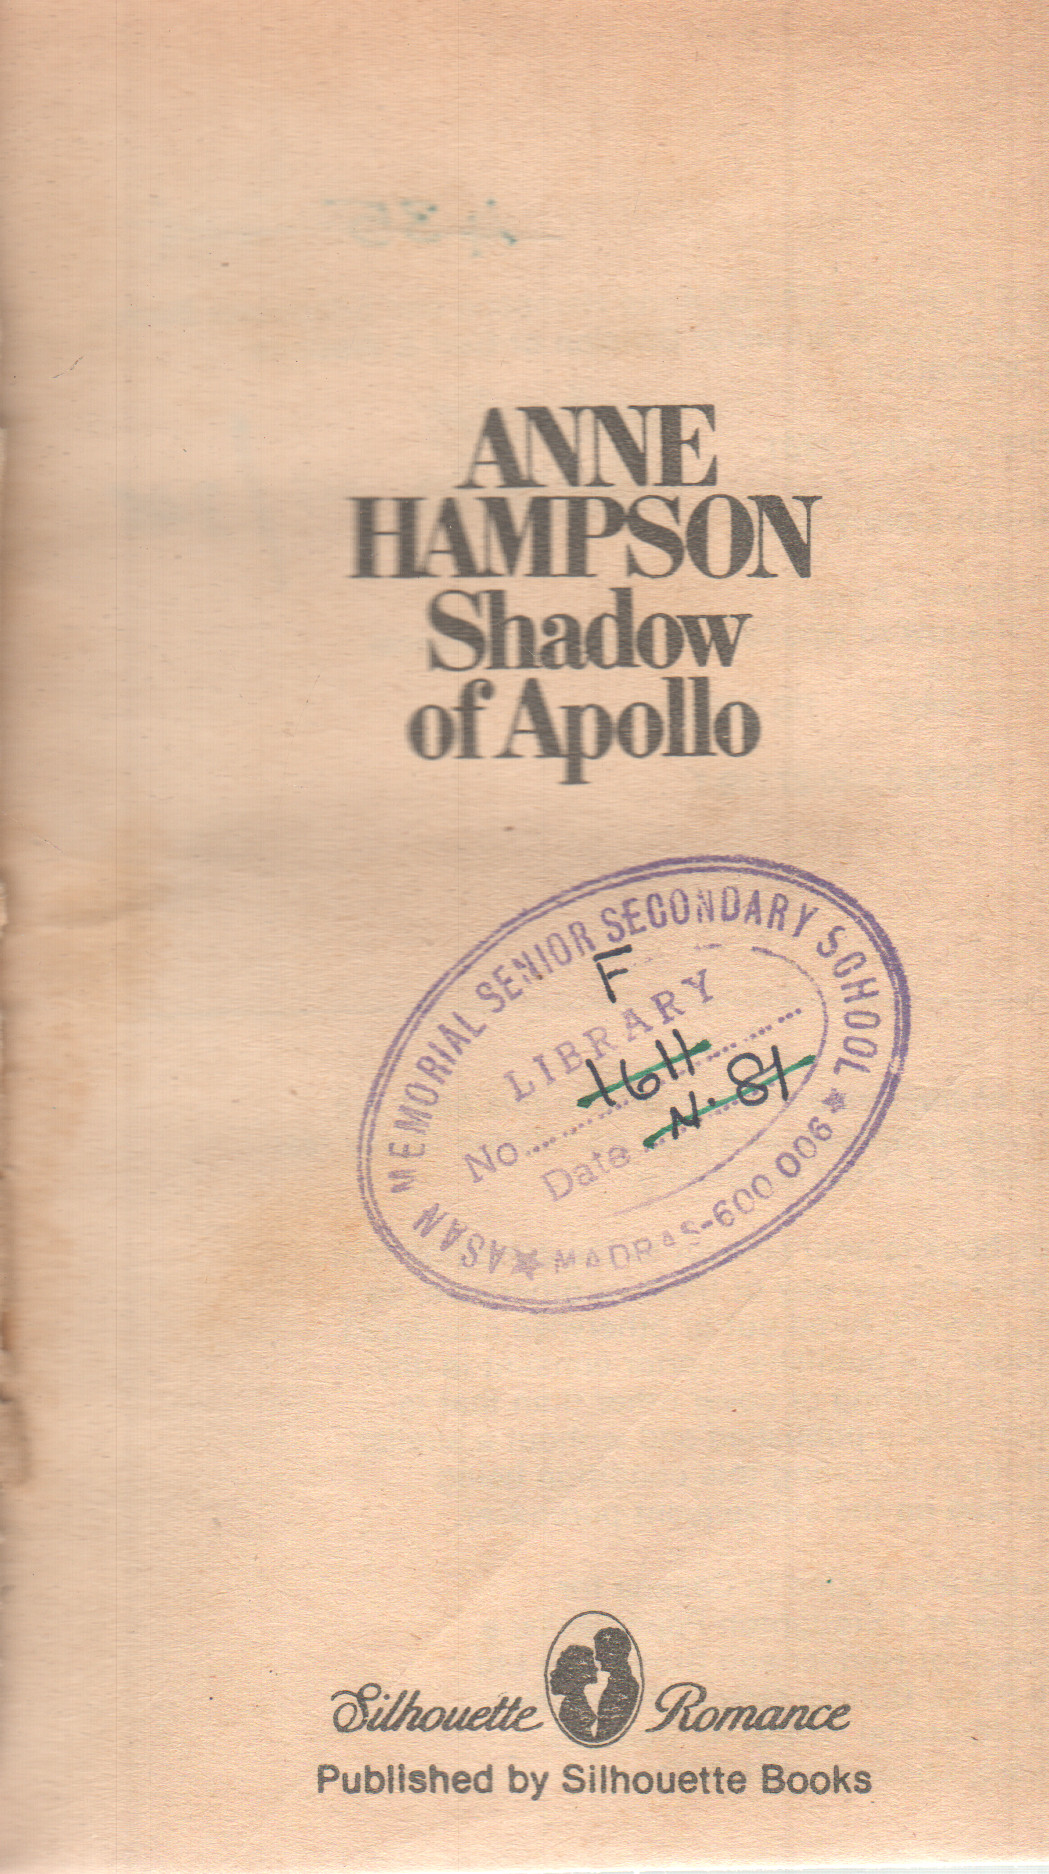 ANNE
HAMPSON
Shadow
of Apollo
ASAN MEMORIAL SENIOR SECONDARY SCHOOL
F
LIBRARY
No. 1611
Date N. 81
MADRAS-600 006
Silhouette Romance
Published by Silhouette Books